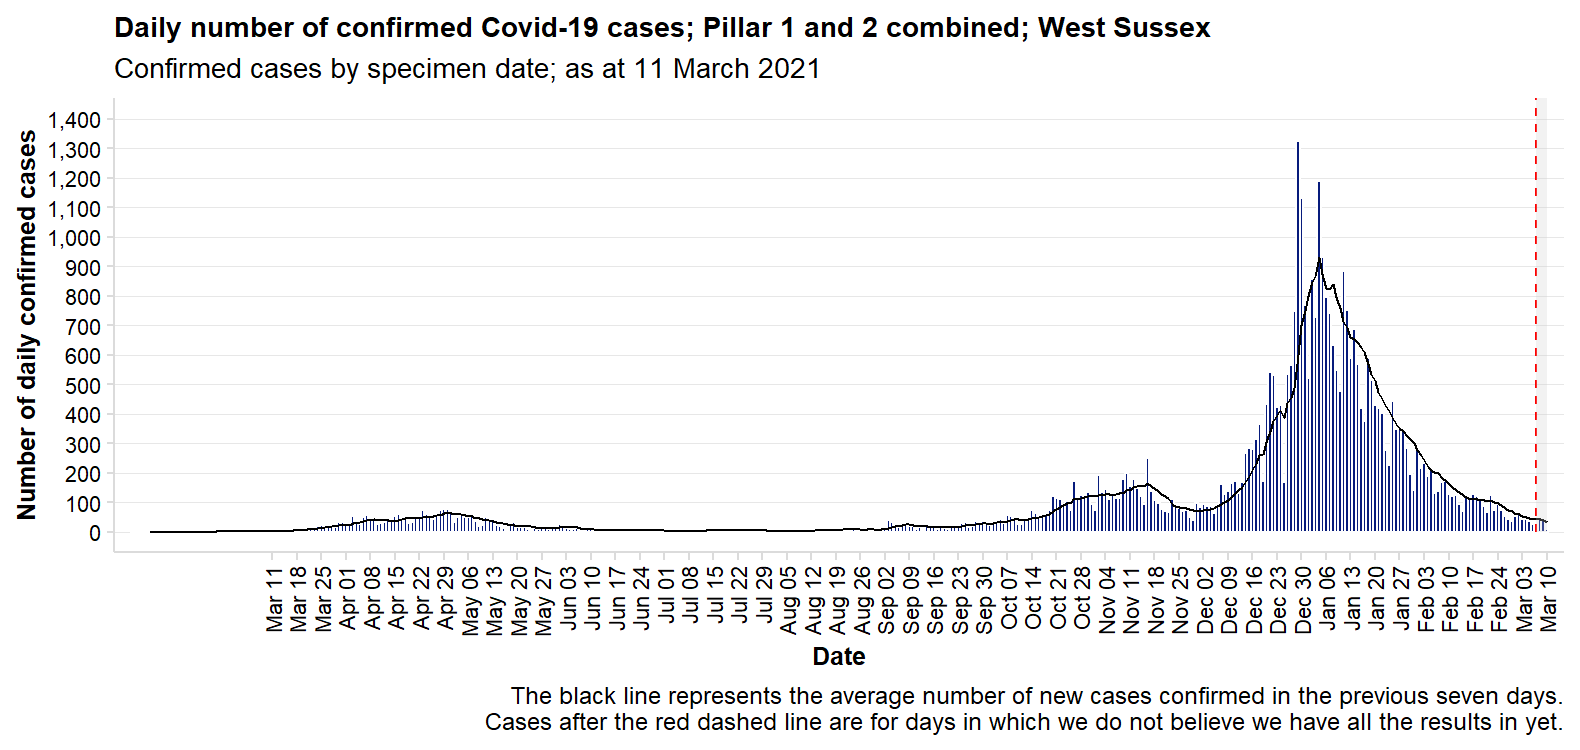 Daily number of confirmed Covid-19 cases; Pillar 1 and 2 combined; West Sussex
Confirmed cases by specimen date; as at 11 March 2021
Number of daily confirmed cases
1,400
1,300
1,200
1,100
1,000
900
800
700
600
500
400
300
200
100
0
Mar 11
Mar 18
Mar 25
Apr 01
Apr 08
Apr 15
Apr 22
Apr 29
May 06
May 13
May 20
May 27
Jun 03
Jun 10
Jun 17
Jun 24
Jul 01
Jul 08
Jul 15
Jul 22
Jul 29
Aug 05
Aug 12
Aug 19
Aug 26
Sep 02
Sep 09
Sep 16
Sep 23
Sep 30
Oct 07
Oct 14
Oct 21
Oct 28
Nov 04
Nov 11
Nov 18
Nov 25
Dec 02
Dec 09
Dec 16
Dec 23
Dec 30
Jan 06
Jan 13
Jan 20
Jan 27
Feb 03
Feb 10
Feb 17
Feb 24
Mar 03
Mar 10
Date
The black line represents the average number of new cases confirmed in the previous seven days.
Cases after the red dashed line are for days in which we do not believe we have all the results in yet.